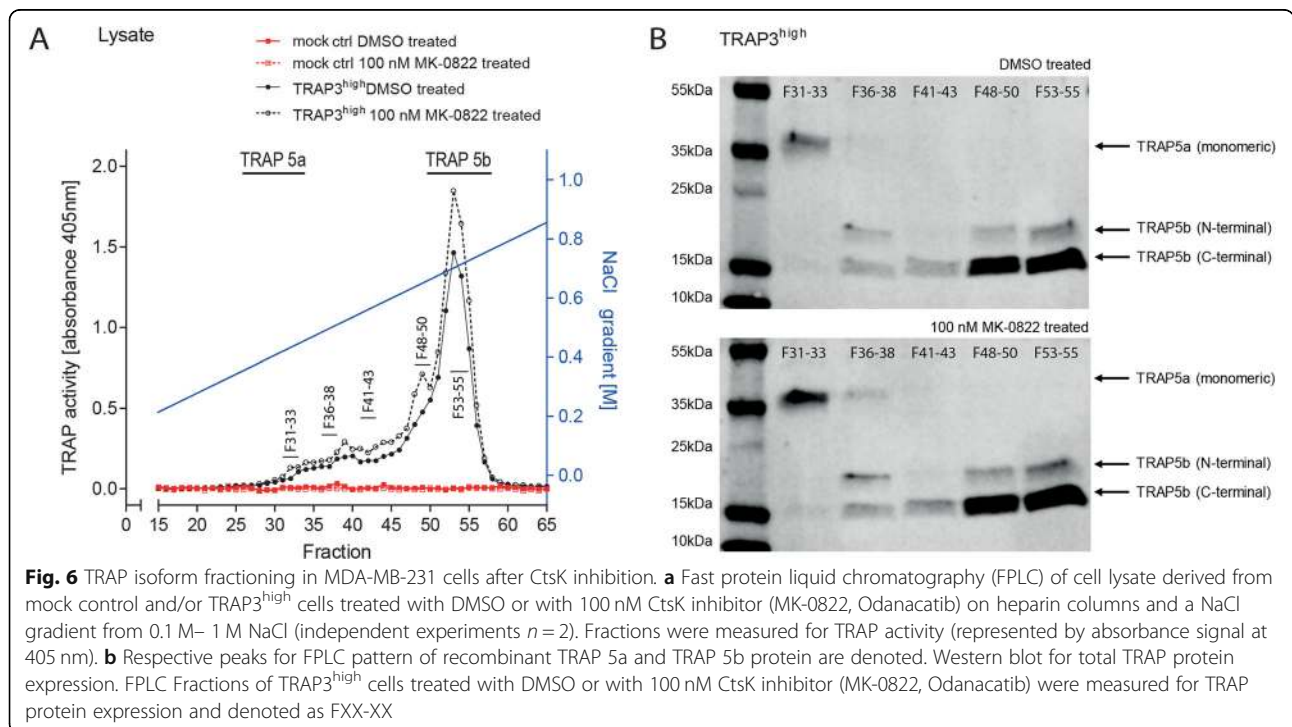 A
Lysate
mock ctrl DMSO treated
mock ctrl 100 nM MK-0822 treated
TRAP3high DMSO treated
TRAP3high 100 nM MK-0822 treated
TRAP 5a
TRAP 5b
2.0
1.5
1.0
0.5
0.0
TRAP activity [absorbance 405nm]
F31-33
F36-38
F41-43
F48-50
F53-55
1.0
0.8
0.6
0.4
0.2
0.0
NaCl gradient [M]
0 15 20 25 30 35 40 45 50 55 60 65
Fraction
B
TRAP3high
DMSO treated
55kDa
F31-33 F36-38 F41-43 F48-50 F53-55
35kDa
TRAP5a (monomeric)
25kDa
TRAP5b (N-terminal)
15kDa
TRAP5b (C-terminal)
10kDa
100 nM MK-0822 treated
55kDa
F31-33 F36-38 F41-43 F48-50 F53-55
TRAP5a (monomeric)
35kDa
25kDa
TRAP5b (N-terminal)
TRAP5b (C-terminal)
15kDa
10kDa
Fig. 6 TRAP isoform fractioning in MDA-MB-231 cells after CtsK inhibition. a Fast protein liquid chromatography (FPLC) of cell lysate derived from
mock control and/or TRAP3high cells treated with DMSO or with 100 nM CtsK inhibitor (MK-0822, Odanacatib) on heparin columns and a NaCl
gradient from 0.1 M– 1 M NaCl (independent experiments n = 2). Fractions were measured for TRAP activity (represented by absorbance signal at
405 nm). b Respective peaks for FPLC pattern of recombinant TRAP 5a and TRAP 5b protein are denoted. Western blot for total TRAP protein
expression. FPLC Fractions of TRAP3high cells treated with DMSO or with 100 nM CtsK inhibitor (MK-0822, Odanacatib) were measured for TRAP
protein expression and denoted as FXX-XX